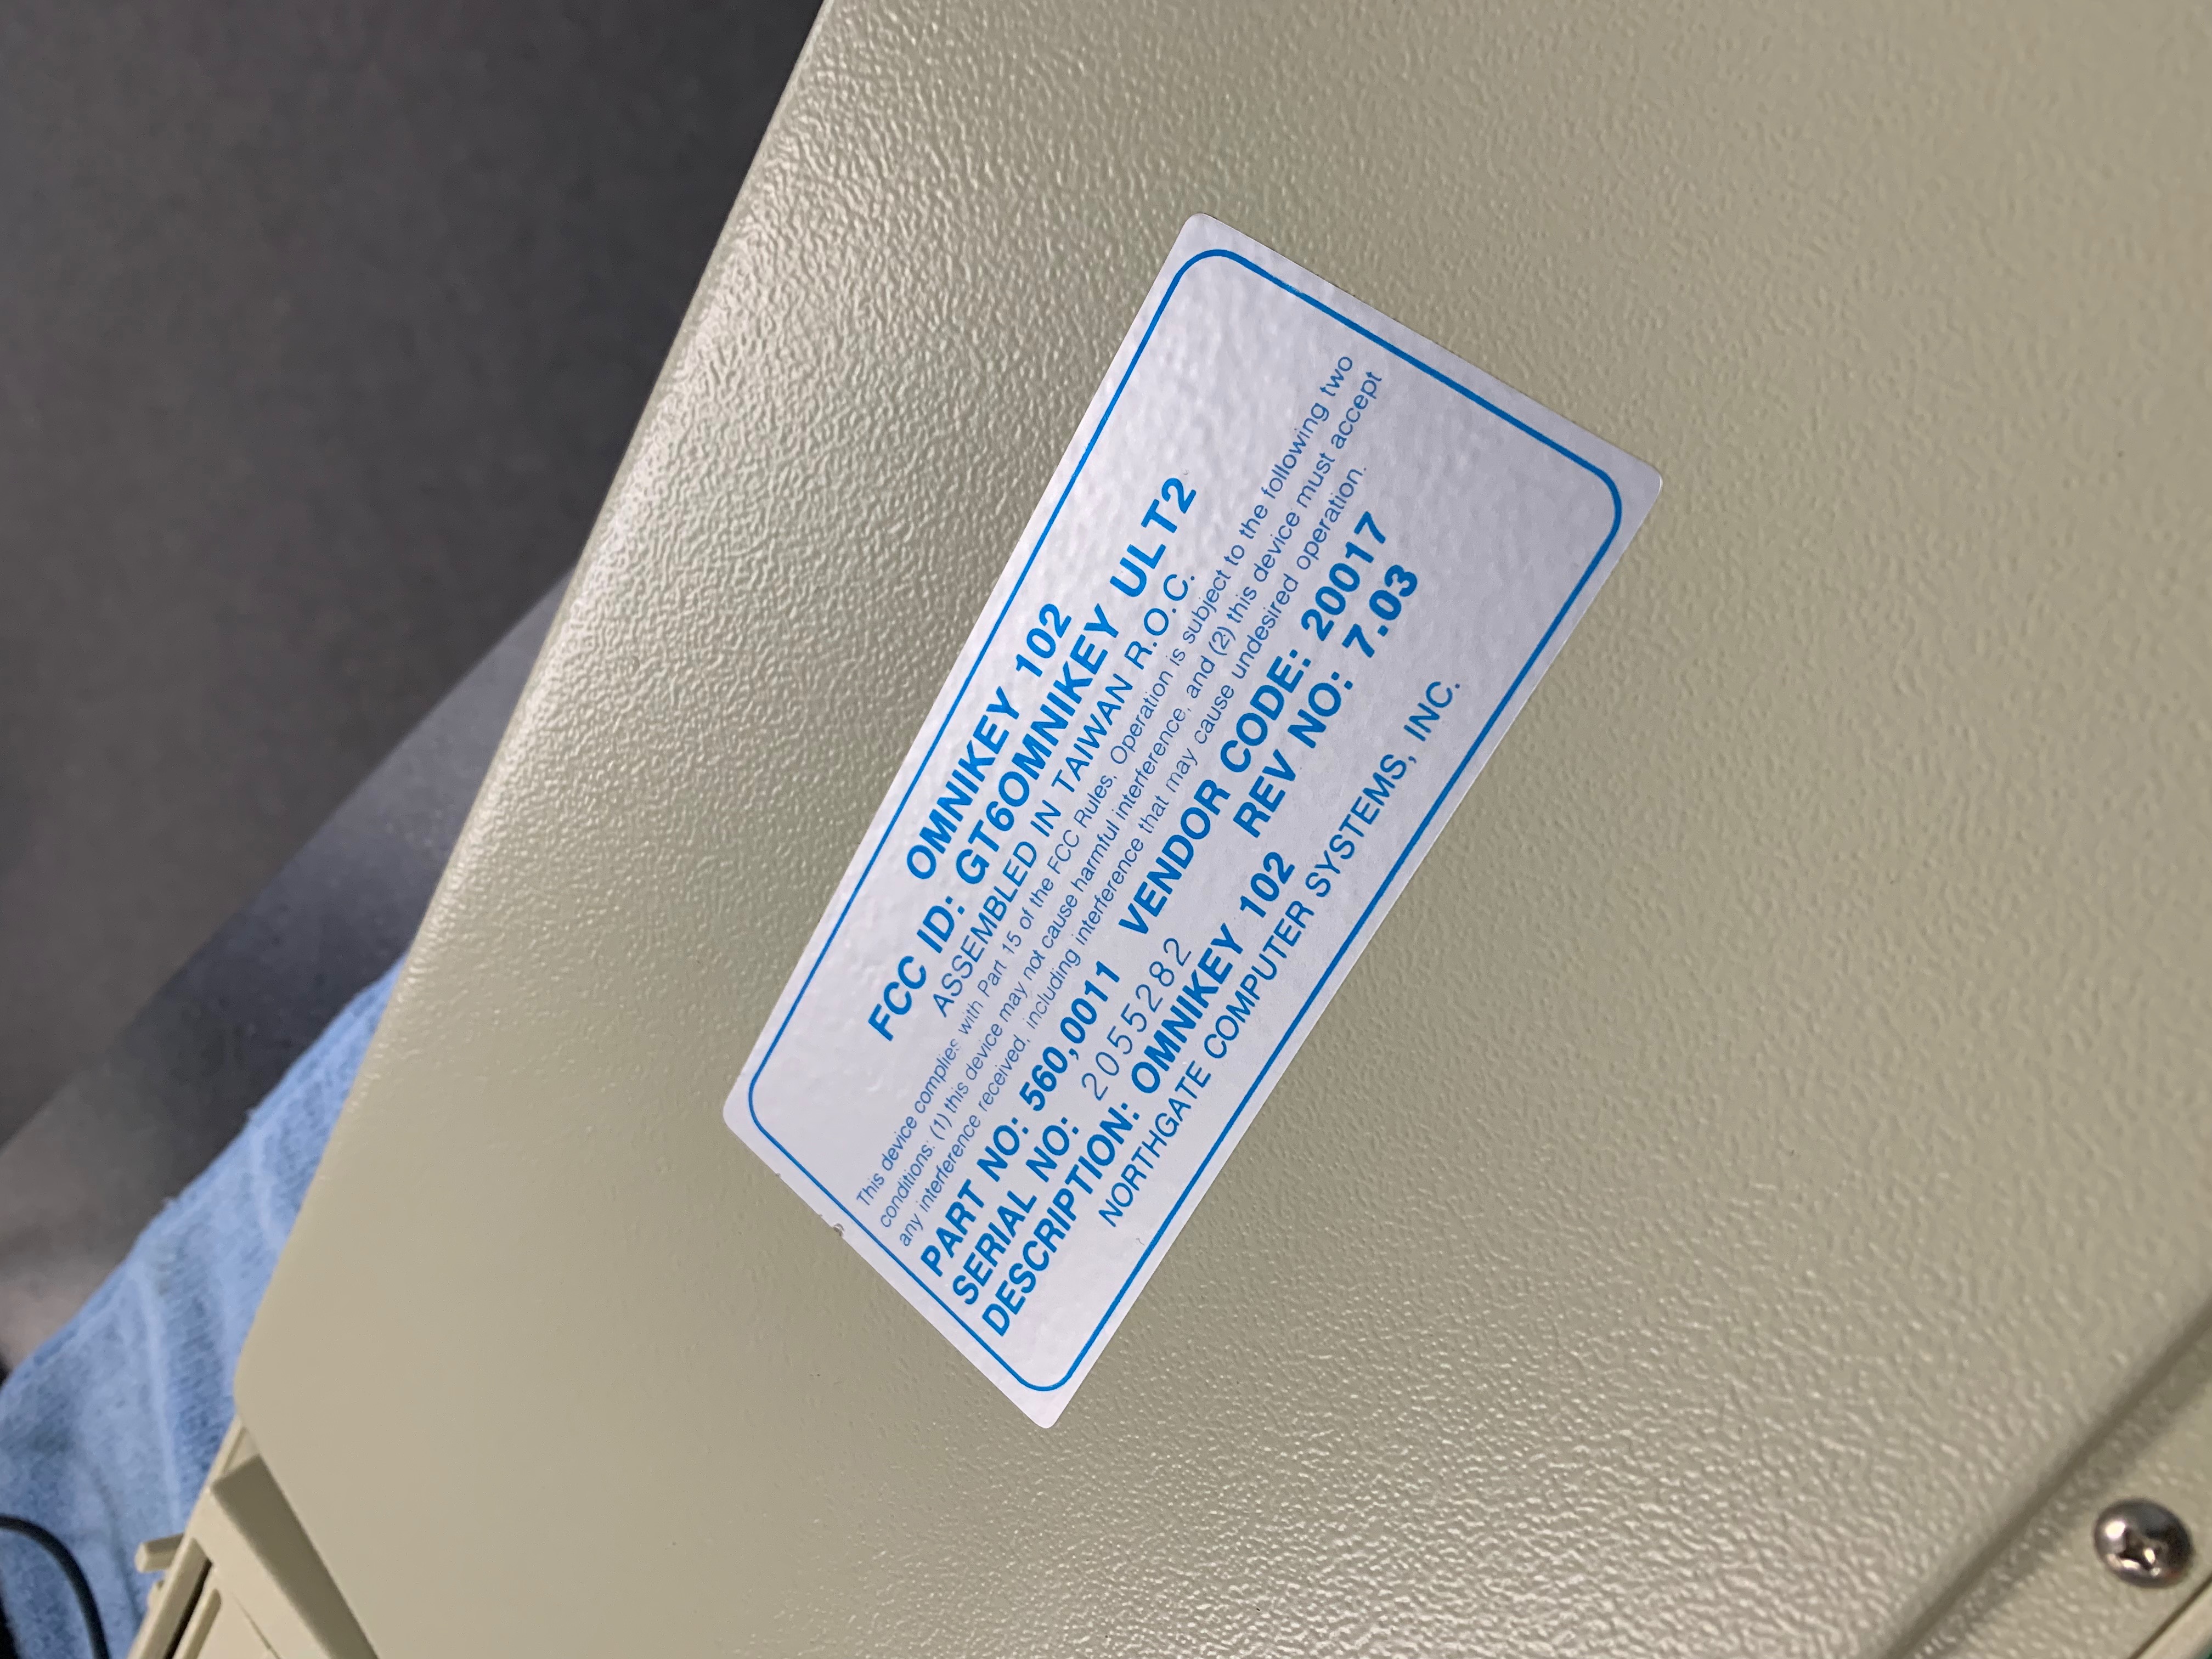 OMNIKEY 102
FCC ID: GT6OMNIKEY ULT2
ASSEMBLED IN TAIWAN R.O.C.
This device complies with Part 15 of the FCC Rules, Operation is subject to the following two
conditions: (1) this device may not cause harmful interference, and (2) this device must accept
any interference received, including interference that may cause undesired operation.
PART NO: 560,0011 VENDOR CODE: 20017
SERIAL NO: 2055282 REV NO: 7.03
DESCRIPTION: OMNIKEY 102
NORTHGATE COMPUTER SYSTEMS, INC.